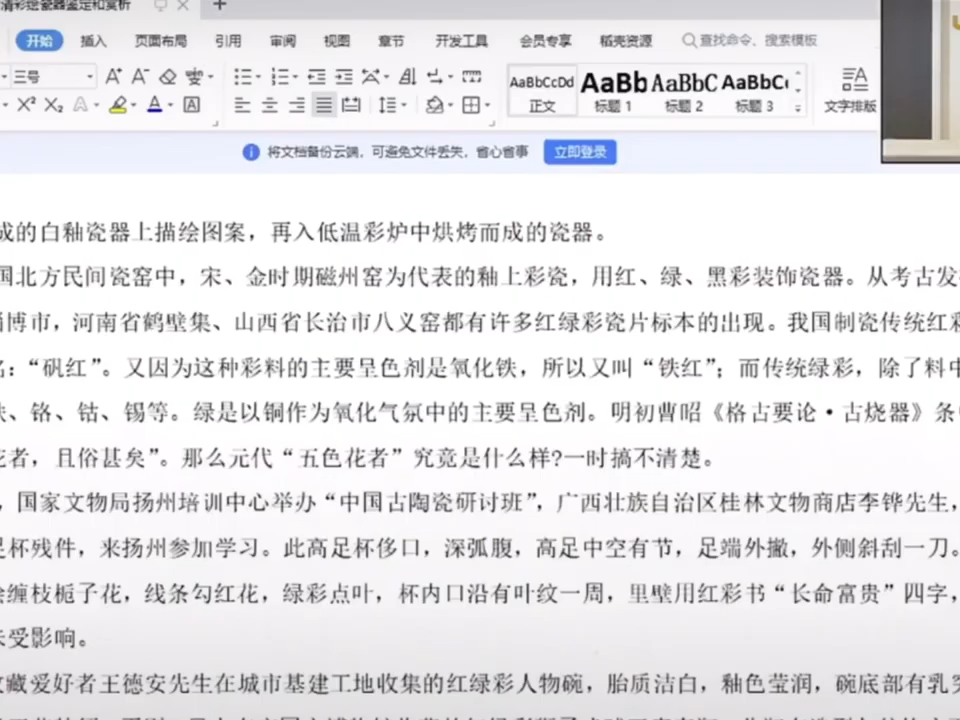 清彩绘瓷器鉴定和赏析
开始 插入 页面布局 引用 审阅 视图 章节 开发工具 会员专享 稻壳资源 查找命令、搜索模板
三号
AaBbCcDd AaBb AaBbC AaBbC
正文 标题 1 标题 2 标题 3 文字排版
将文档备份云端，可避免文件丢失，省心省事 立即登录
成的白釉瓷器上描绘图案，再入低温彩炉中烘烤而成的瓷器。
国北方民间瓷窑中，宋、金时期磁州窑为代表的釉上彩瓷，用红、绿、黑彩装饰瓷器。从考古发
淄博市，河南省鹤壁集、山西省长治市八义窑都有许多红绿彩瓷片标本的出现。我国制瓷传统红彩
：“矾红”。又因为这种彩料的主要呈色剂是氧化铁，所以又叫“铁红”；而传统绿彩，除了料中
铁、铬、钴、锡等。绿是以铜作为氧化气氛中的主要呈色剂。明初曹昭《格古要论·古烧器》条
花者，且俗甚矣”。那么元代“五色花者”究竟是什么样?一时搞不清楚。
，国家文物局扬州培训中心举办“中国古陶瓷研讨班”，广西壮族自治区桂林文物商店李铧先生，
足杯残件，来扬州参加学习。此高足杯侈口，深弧腹，高足中空有节，足端外撇，外侧斜刮一刀。
绘缠枝栀子花，线条勾红花，绿彩点叶，杯内口沿有叶纹一周，里壁用红彩书“长命富贵”四字，
未受影响。
收藏爱好者王德安先生在城市基建工地收集的红绿彩人物碗，胎质洁白，釉色莹润，碗底部有乳